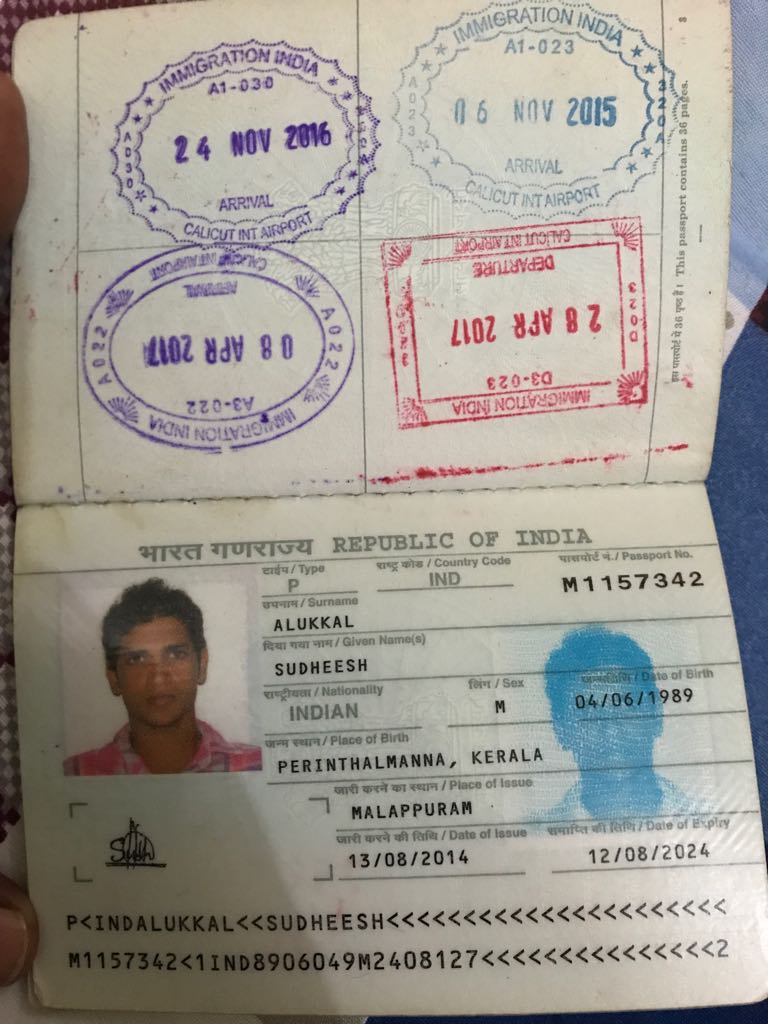 IMMIGRATION INDIA
A1-030
A030
24 NOV 2016
ARRIVAL
CALICUT INT AIRPORT
IMMIGRATION INDIA
A1-023
A023
06 NOV 2015
A023
ARRIVAL
CALICUT INT AIRPORT
CALICUT INT AIRPORT
ARRIVAL
A022
08 APR 2017
A022
A3-022
IMMIGRATION INDIA
CALICUT INT AIRPORT
DEPARTURE
D023
28 APR 2017
D3-023
IMMIGRATION INDIA
8
इस पासपोर्ट में 36 पृष्ठ हैं। This passport contains 36 pages.
भारत गणराज्य REPUBLIC OF INDIA
टाईप / Type
राष्ट्र कोड / Country Code
पासपोर्ट नं. / Passport No.
P
IND
M1157342
उपनाम / Surname
ALUKKAL
दिया गया नाम / Given Name(s)
SUDHEESH
राष्ट्रीयता / Nationality
लिंग / Sex
जन्मतिथि / Date of Birth
INDIAN
M
04/06/1989
जन्म स्थान / Place of Birth
PERINTHALMANNA, KERALA
जारी करने का स्थान / Place of Issue
MALAPPURAM
जारी करने की तिथि / Date of Issue
समाप्ति की तिथि / Date of Expiry
13/08/2014
12/08/2024
P<INDALUKKAL<<SUDHEESH<<<<<<<<<<<<<<<<<<<<<<
M1157342<1IND8906049M2408127<<<<<<<<<<<<<<<2